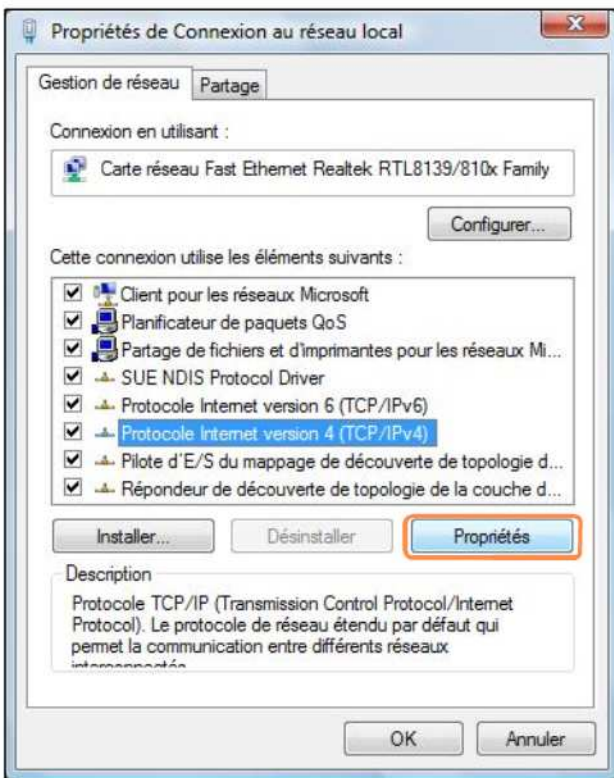 Propriétés de Connexion au réseau local
Gestion de réseau
Partage
Connexion en utilisant :
Carte réseau Fast Ethernet Realtek RTL8139/810x Family
Configurer...
Cette connexion utilise les éléments suivants :
Client pour les réseaux Microsoft
Planificateur de paquets QoS
Partage de fichiers et d'imprimantes pour les réseaux Mi...
SUE NDIS Protocol Driver
Protocole Internet version 6 (TCP/IPv6)
Protocole Internet version 4 (TCP/IPv4)
Pilote d'E/S du mappage de découverte de topologie d...
Répondeur de découverte de topologie de la couche d...
Installer...
Désinstaller
Propriétés
Description
Protocole TCP/IP (Transmission Control Protocol/Internet
Protocol). Le protocole de réseau étendu par défaut qui
permet la communication entre différents réseaux
OK
Annuler